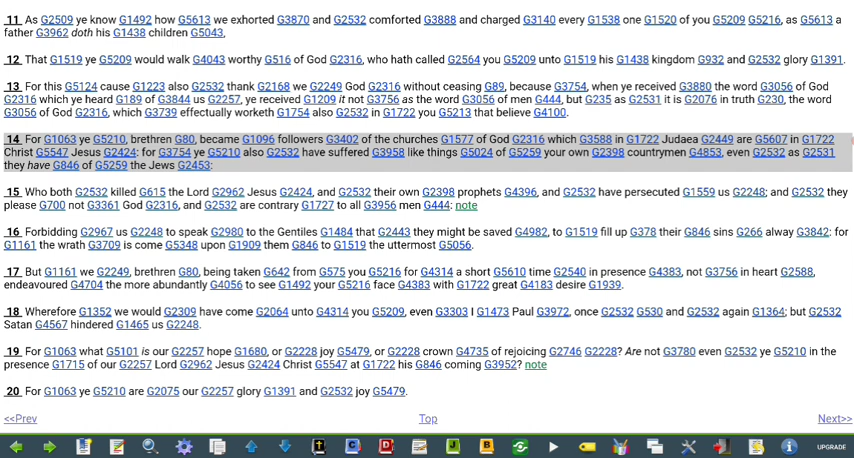 11 As G2509 ye know G1492 how G5613 we exhorted G3870 and G2532 comforted G3888 and charged G3140 every G1538 one G1520 of you G5209 G5216, as G5613 a
father G3962 doth his G1438 children G5043,
12 That G1519 ye G5209 would walk G4043 worthy G516 of God G2316, who hath called G2564 you G5209 unto G1519 his G1438 kingdom G932 and G2532 glory G1391.
13 For this G5124 cause G1223 also G2532 thank G2168 we G2249 God G2316 without ceasing G89, because G3754, when ye received G3880 the word G3056 of God
G2316 which ye heard G189 of G3844 us G2257, ye received G1209 it not G3756 as the word G3056 of men G444, but G235 as G2531 it is G2076 in truth G230, the word
G3056 of God G2316, which G3739 effectually worketh G1754 also G2532 in G1722 you G5213 that believe G4100.
14 For G1063 ye G5210, brethren G80, became G1096 followers G3402 of the churches G1577 of God G2316 which G3588 in G1722 Judaea G2449 are G5607 in G1722
Christ G5547 Jesus G2424: for G3754 ye G5210 also G2532 have suffered G3958 like things G5024 of G5259 your own G2398 countrymen G4853, even G2532 as G2531
they have G846 of G5259 the Jews G2453:
15 Who both G2532 killed G615 the Lord G2962 Jesus G2424, and G2532 their own G2398 prophets G4396, and G2532 have persecuted G1559 us G2248; and G2532 they
please G700 not G3361 God G2316, and G2532 are contrary G1727 to all G3956 men G444: note
16 Forbidding G2967 us G2248 to speak G2980 to the Gentiles G1484 that G2443 they might be saved G4982, to G1519 fill up G378 their G846 sins G266 alway G3842: for
G1161 the wrath G3709 is come G5348 upon G1909 them G846 to G1519 the uttermost G5056.
17 But G1161 we G2249, brethren G80, being taken G642 from G575 you G5216 for G4314 a short G5610 time G2540 in presence G4383, not G3756 in heart G2588,
endeavoured G4704 the more abundantly G4056 to see G1492 your G5216 face G4383 with G1722 great G4183 desire G1939.
18 Wherefore G1352 we would G2309 have come G2064 unto G4314 you G5209, even G3303 I G1473 Paul G3972, once G2532 G530 and G2532 again G1364; but G2532
Satan G4567 hindered G1465 us G2248.
19 For G1063 what G5101 is our G2257 hope G1680, or G2228 joy G5479, or G2228 crown G4735 of rejoicing G2746 G2228? Are not G3780 even G2532 ye G5210 in the
presence G1715 of our G2257 Lord G2962 Jesus G2424 Christ G5547 at G1722 his G846 coming G3952? note
20 For G1063 ye G5210 are G2075 our G2257 glory G1391 and G2532 joy G5479.
<<Prev Top Next>>
C D J B UPGRADE